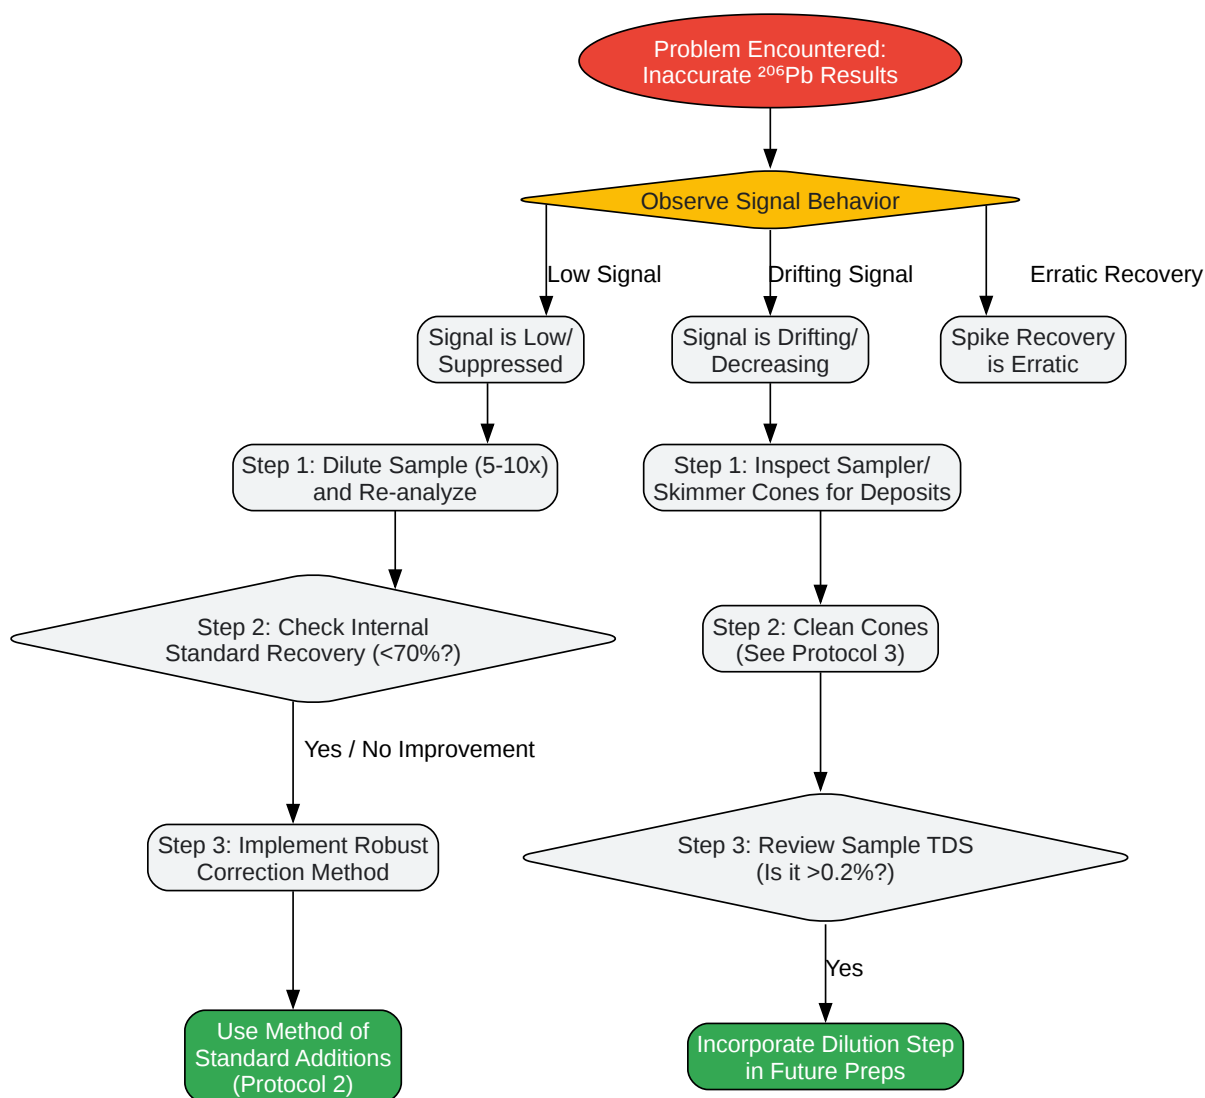 Problem Encountered:
Inaccurate ²⁰⁶Pb Results
Observe Signal Behavior
Low Signal
Drifting Signal
Erratic Recovery
Signal is Low/
Suppressed
Signal is Drifting/
Decreasing
Spike Recovery
is Erratic
Step 1: Dilute Sample (5-10x)
and Re-analyze
Step 1: Inspect Sampler/
Skimmer Cones for Deposits
Step 2: Check Internal
Standard Recovery (<70%?)
Step 2: Clean Cones
(See Protocol 3)
Yes / No Improvement
Step 3: Implement Robust
Correction Method
Step 3: Review Sample TDS
(Is it >0.2%?)
Yes
Use Method of
Standard Additions
(Protocol 2)
Incorporate Dilution Step
in Future Preps